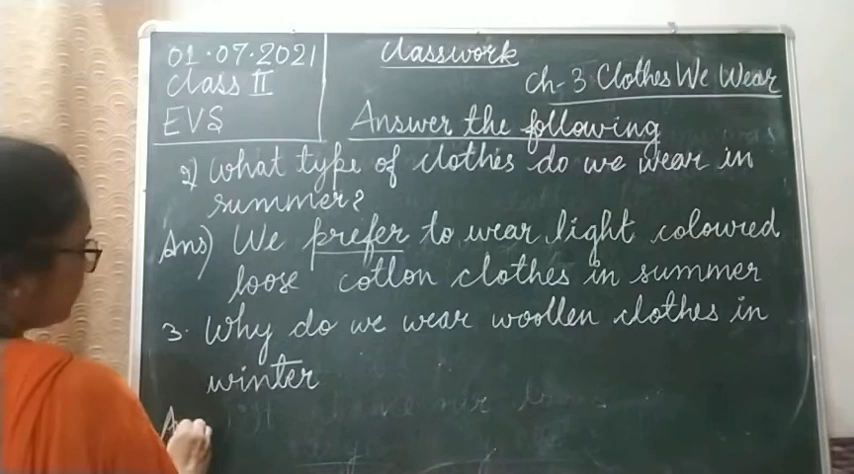 01.07.2021
Class II
EVS
Classwork
Ch-3 Clothes We Wear
Answer the following
2) What type of clothes do we wear in
summer?
Ans) We prefer to wear light coloured
loose cotton clothes in summer
3. Why do we wear woollen clothes in
winter
A